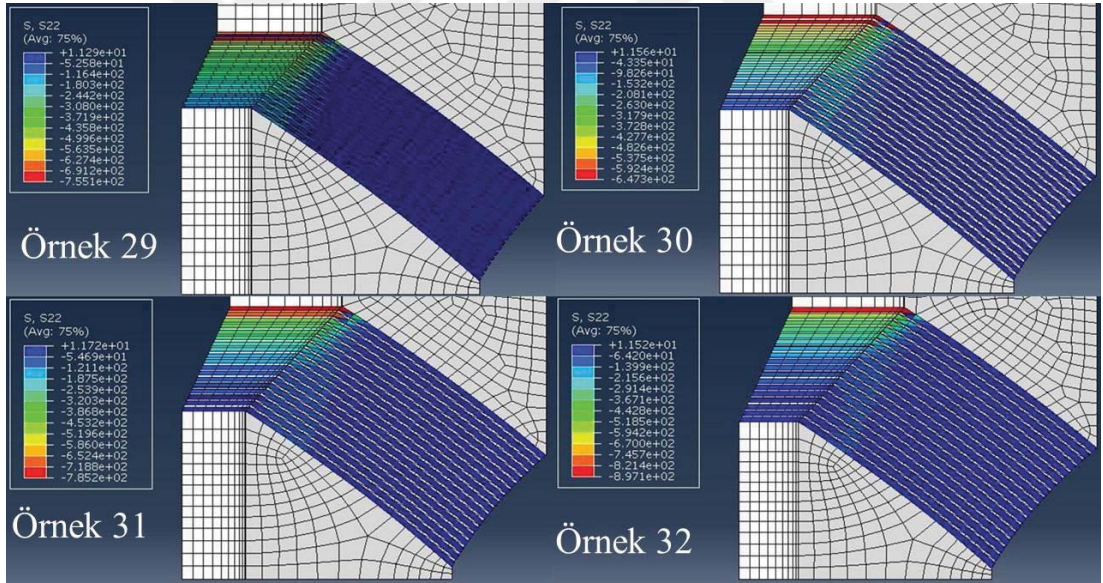 S, S22
(Avg: 75%)
+1.129e+01
-5.258e+01
-1.164e+02
-1.803e+02
-2.442e+02
-3.080e+02
-3.719e+02
-4.358e+02
-4.996e+02
-5.635e+02
-6.274e+02
-6.912e+02
-7.551e+02
Örnek 29
S, S22
(Avg: 75%)
+1.156e+01
-4.335e+01
-9.826e+01
-1.532e+02
-2.081e+02
-2.630e+02
-3.179e+02
-3.728e+02
-4.277e+02
-4.826e+02
-5.375e+02
-5.924e+02
-6.473e+02
Örnek 30
S, S22
(Avg: 75%)
+1.172e+01
-5.469e+01
-1.211e+02
-1.875e+02
-2.539e+02
-3.203e+02
-3.868e+02
-4.532e+02
-5.196e+02
-5.860e+02
-6.524e+02
-7.188e+02
-7.852e+02
Örnek 31
S, S22
(Avg: 75%)
+1.152e+01
-6.420e+01
-1.399e+02
-2.156e+02
-2.914e+02
-3.671e+02
-4.428e+02
-5.185e+02
-5.942e+02
-6.700e+02
-7.457e+02
-8.214e+02
-8.971e+02
Örnek 32